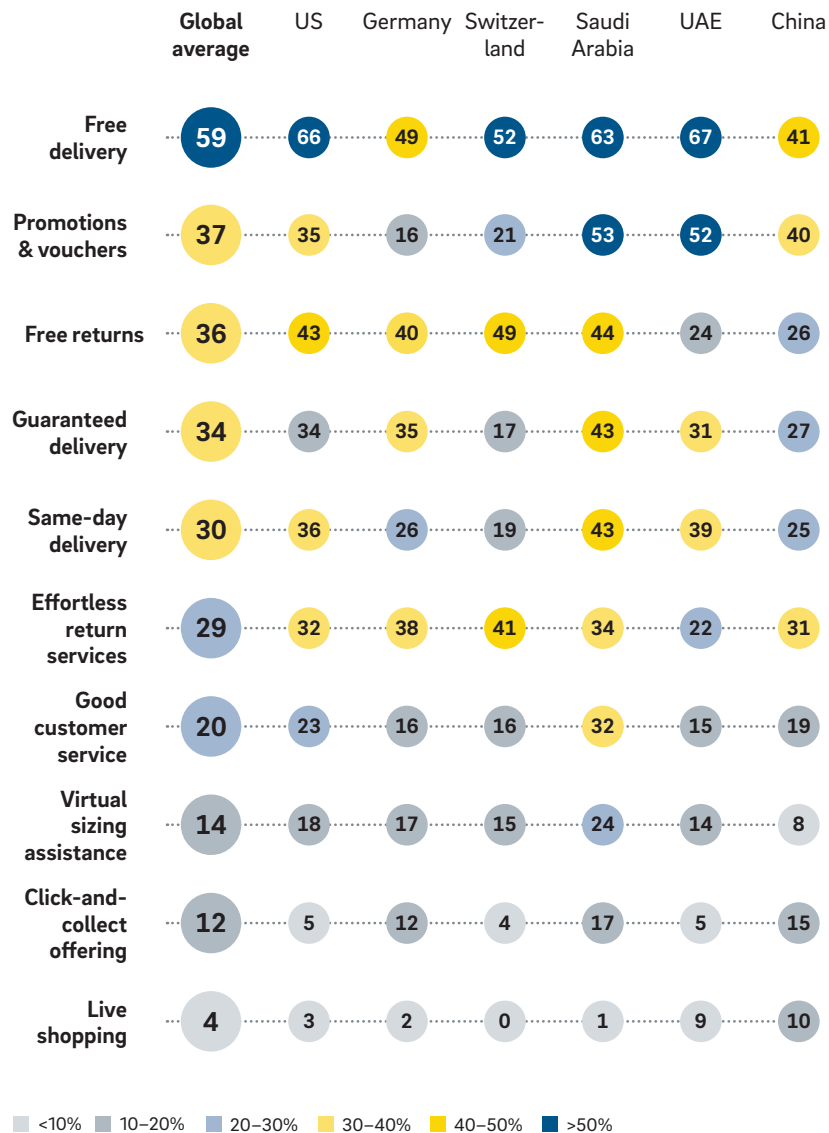 Global average US Germany Switzer-land Saudi Arabia UAE China
Free delivery 59 66 49 52 63 67 41
Promotions & vouchers 37 35 16 21 53 52 40
Free returns 36 43 40 49 44 24 26
Guaranteed delivery 34 34 35 17 43 31 27
Same-day delivery 30 36 26 19 43 39 25
Effortless return services 29 32 38 41 34 22 31
Good customer service 20 23 16 16 32 15 19
Virtual sizing assistance 14 18 17 15 24 14 8
Click-and-collect offering 12 5 12 4 17 5 15
Live shopping 4 3 2 0 1 9 10
<10% 10–20% 20–30% 30–40% 40–50% >50%